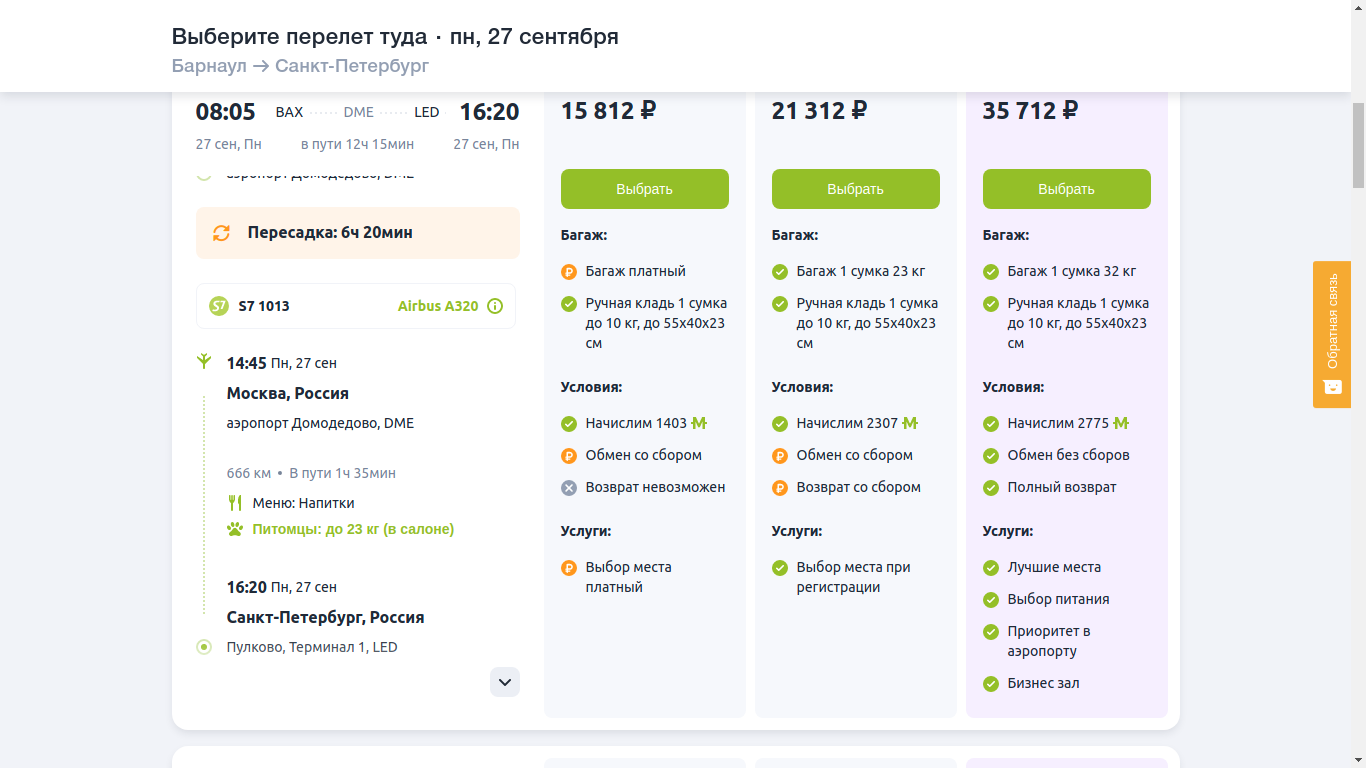 Выберите перелет туда · пн, 27 сентября
Барнаул → Санкт-Петербург
08:05 BAX DME LED 16:20
27 сен, Пн в пути 12ч 15мин 27 сен, Пн
аэропорт Домодедово, DME
Пересадка: 6ч 20мин
S7 S7 1013 Airbus A320
14:45 Пн, 27 сен
Москва, Россия
аэропорт Домодедово, DME
666 км • В пути 1ч 35мин
Меню: Напитки
Питомцы: до 23 кг (в салоне)
16:20 Пн, 27 сен
Санкт-Петербург, Россия
Пулково, Терминал 1, LED
15 812 ₽
Выбрать
Багаж:
Багаж платный
Ручная кладь 1 сумка
до 10 кг, до 55x40x23
см
Условия:
Начислим 1403 M
Обмен со сбором
Возврат невозможен
Услуги:
Выбор места
платный
21 312 ₽
Выбрать
Багаж:
Багаж 1 сумка 23 кг
Ручная кладь 1 сумка
до 10 кг, до 55x40x23
см
Условия:
Начислим 2307 M
Обмен со сбором
Возврат со сбором
Услуги:
Выбор места при
регистрации
35 712 ₽
Выбрать
Багаж:
Багаж 1 сумка 32 кг
Ручная кладь 1 сумка
до 10 кг, до 55x40x23
см
Условия:
Начислим 2775 M
Обмен без сборов
Полный возврат
Услуги:
Лучшие места
Выбор питания
Приоритет в
аэропорту
Бизнес зал
Обратная связь